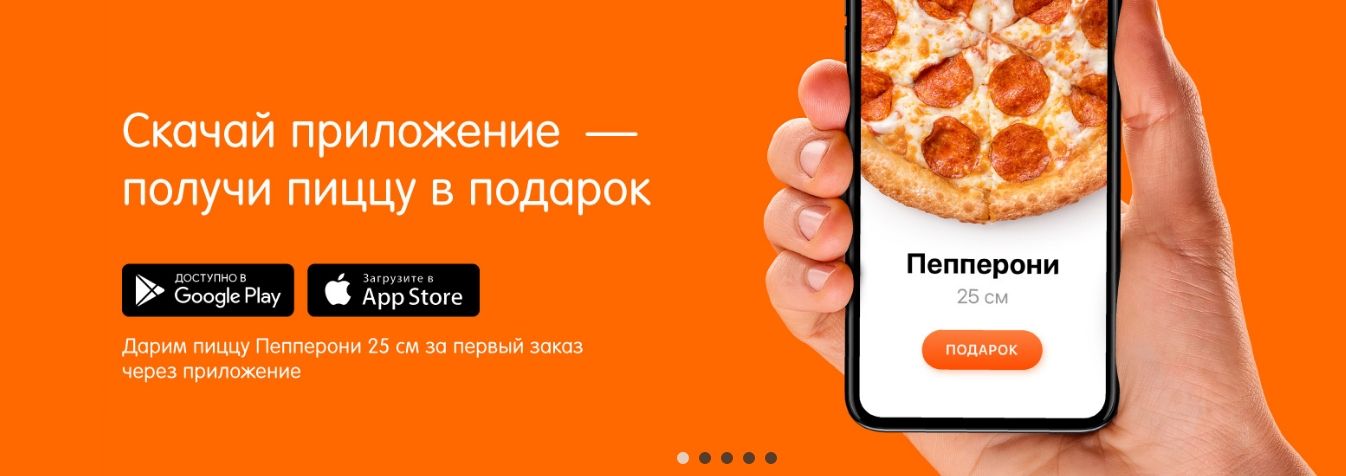 Скачай приложение —
получи пиццу в подарок
ДОСТУПНО В
Google Play
Загрузите в
App Store
Дарим пиццу Пепперони 25 см за первый заказ
через приложение
Пепперони
25 см
ПОДАРОК